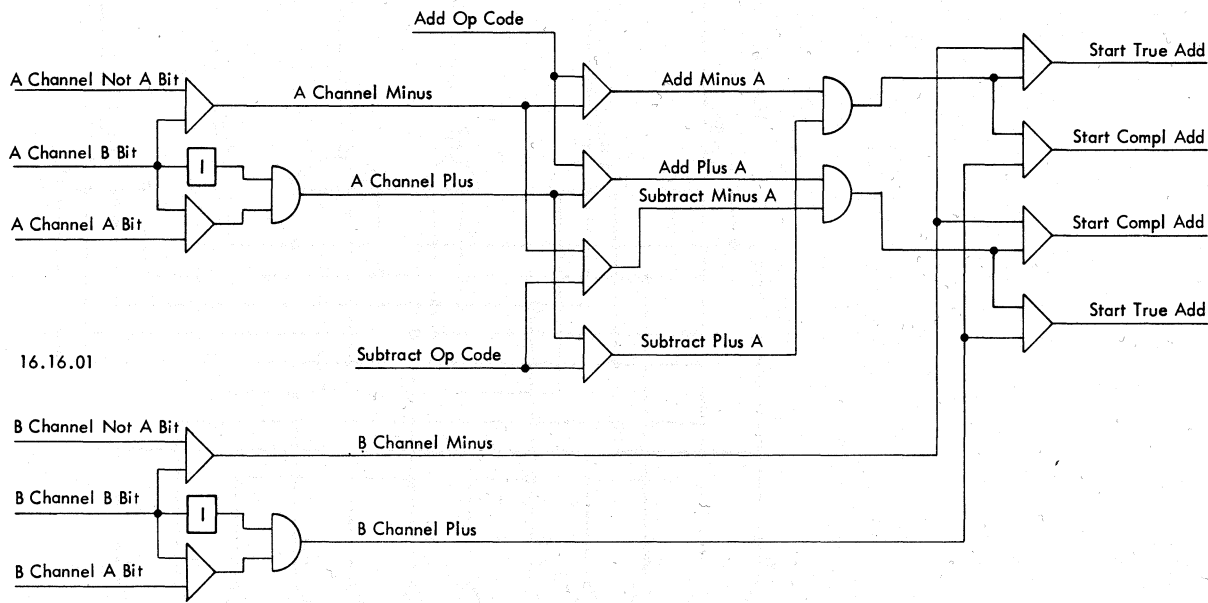 Add Op Code
Start True Add
A Channel Not A Bit
A Channel Minus
Add Minus A
Start Compl Add
A Channel B Bit
I
A Channel Plus
Add Plus A
Subtract Minus A
A Channel A Bit
Start Compl Add
Start True Add
Subtract Op Code
Subtract Plus A
16.16.01
B Channel Not A Bit
B Channel Minus
B Channel B Bit
I
B Channel Plus
B Channel A Bit